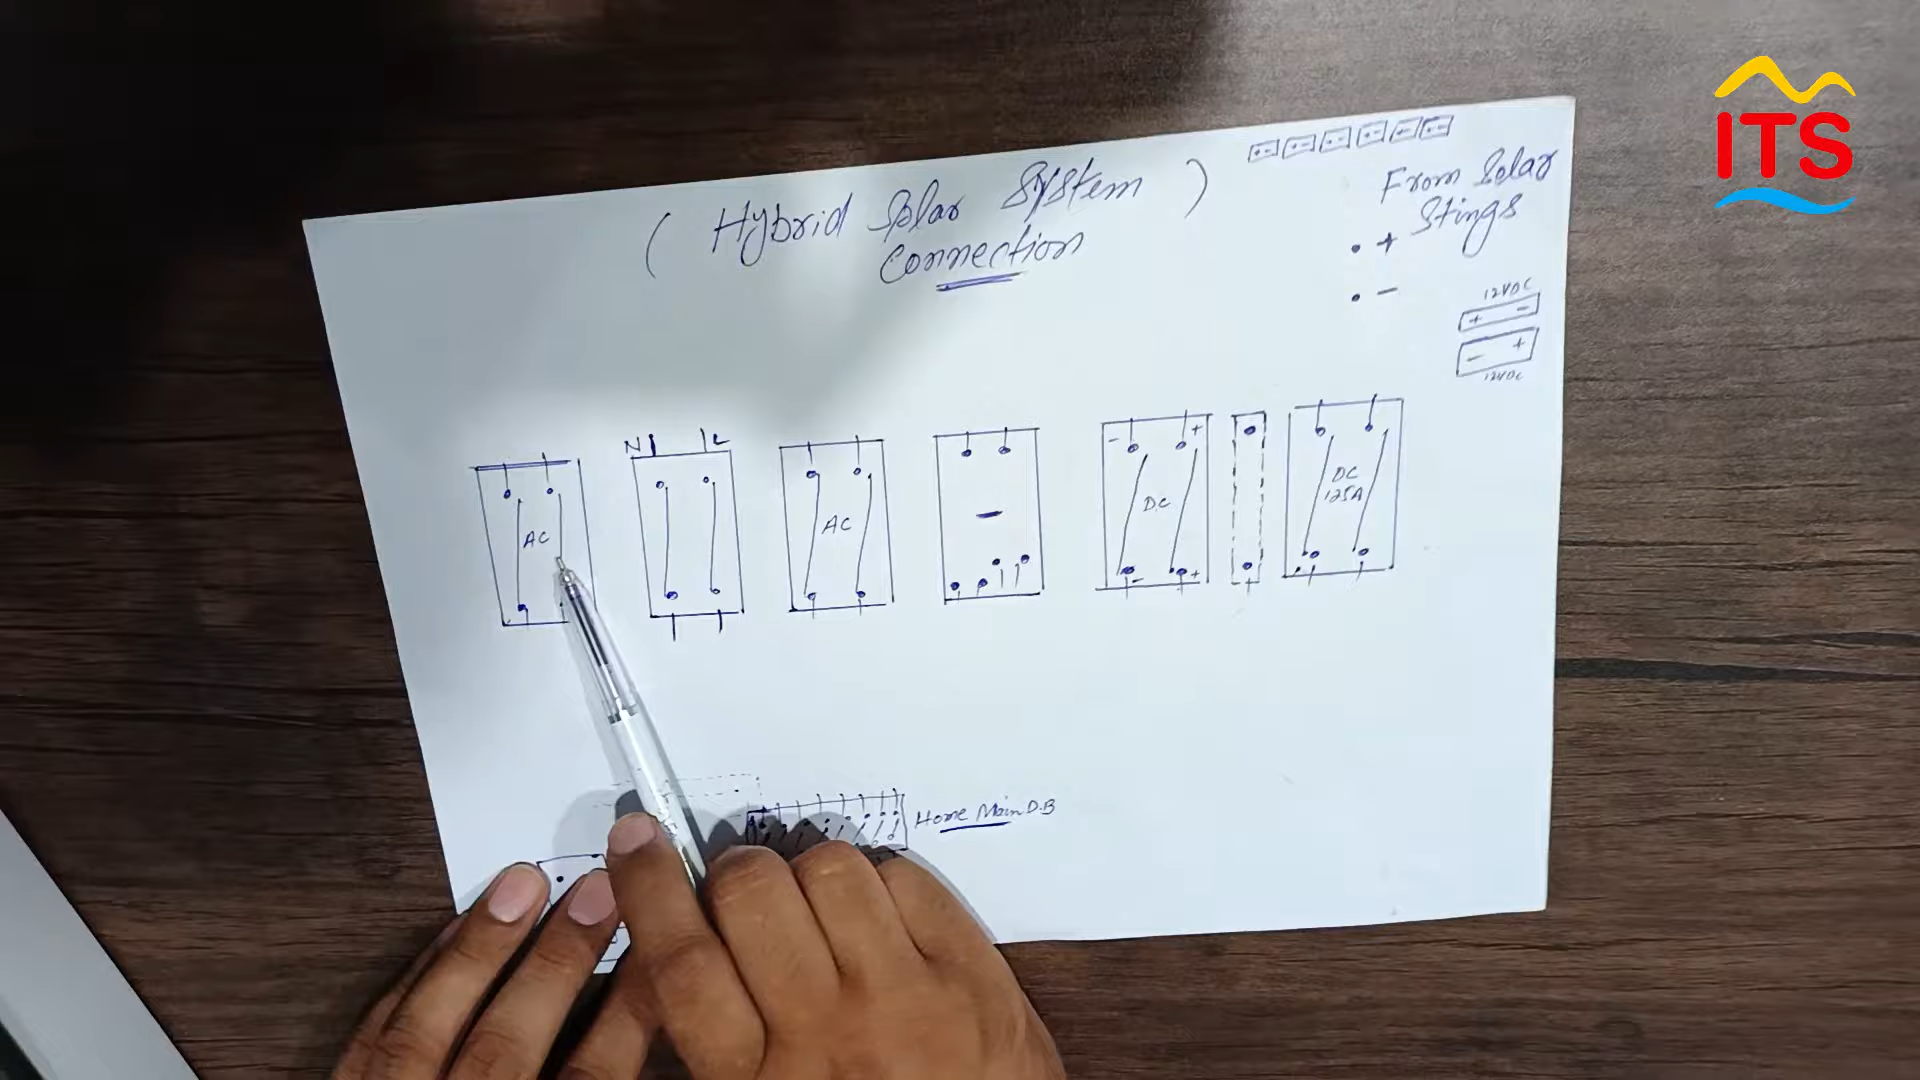 ITS
( Hybrid Solar System )
Connection
From Solar
Stings
+
-
12VDC
+ -
- +
12VDC
N L
AC
AC
-
- +
DC
- +
DC
125A
Home Main D.B